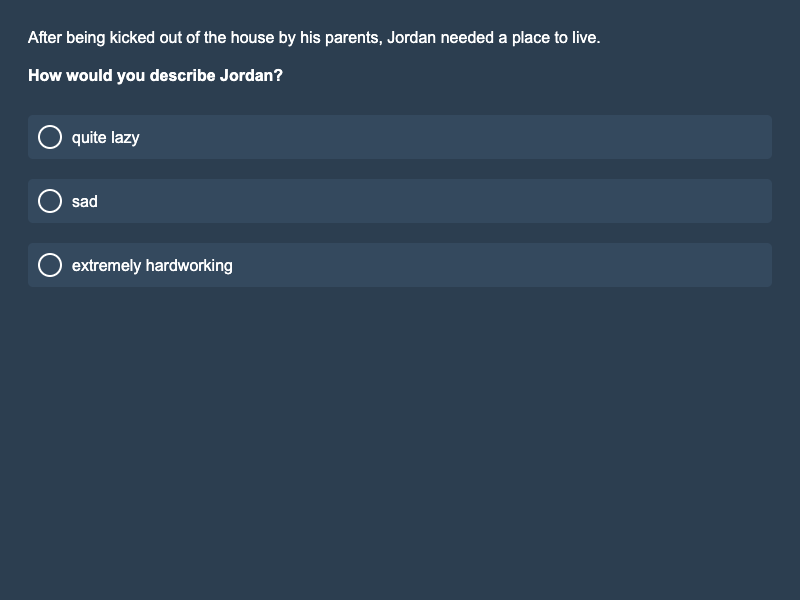 After being kicked out of the house by his parents, Jordan needed a place to live.
How would you describe Jordan?
quite lazy
sad
extremely hardworking